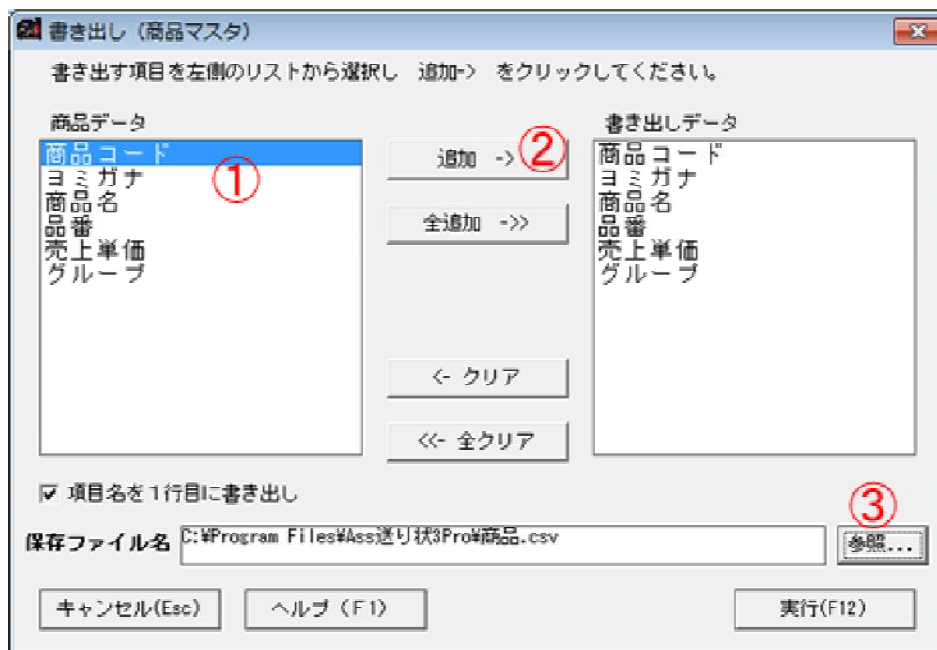 書き出し（商品マスタ）
書き出す項目を左側のリストから選択し 追加-> をクリックしてください。
商品データ
書き出しデータ
商品コード
ヨミガナ
商品名
品番
売上単価
グループ
①
追加 ->
②
全追加 ->>
<- クリア
<<- 全クリア
商品コード
ヨミガナ
商品名
品番
売上単価
グループ
項目名を1行目に書き出し
③
保存ファイル名 C:¥Program Files¥Ass送り状3Pro¥商品.csv 参照...
キャンセル(Esc) ヘルプ（F1） 実行(F12)